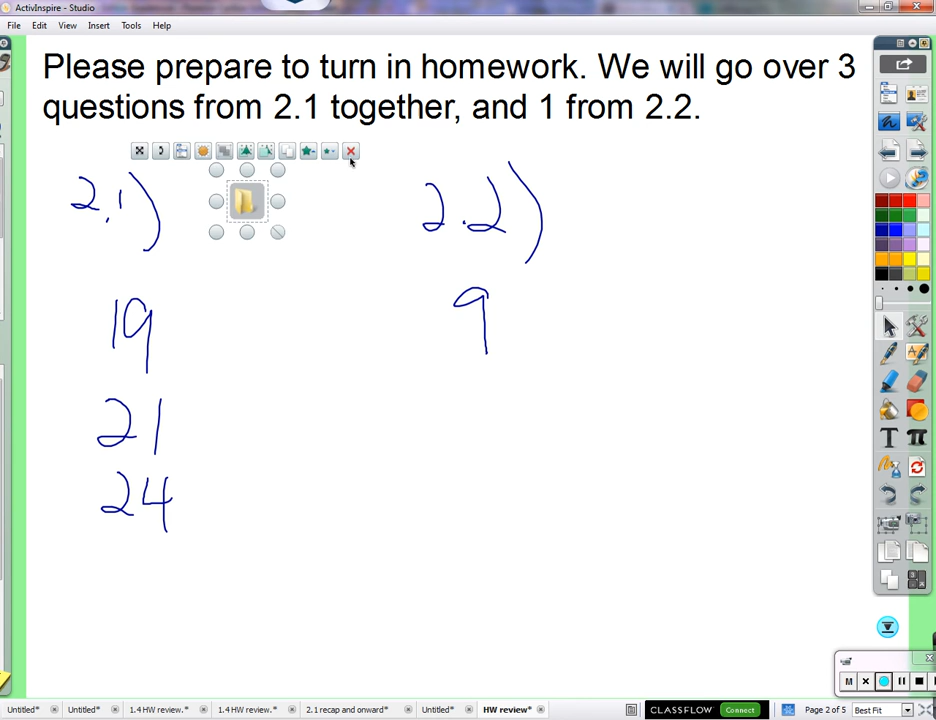 ActivInspire - Studio
File Edit View Insert Tools Help
Please prepare to turn in homework. We will go over 3
questions from 2.1 together, and 1 from 2.2.
2.1) 2.2)
19 9
21
24
T π
M
Untitled* Untitled* 1.4 HW review.* 1.4 HW review.* 2.1 recap and onward* Untitled* HW review* CLASSFLOW Connect Page 2 of 5 Best Fit